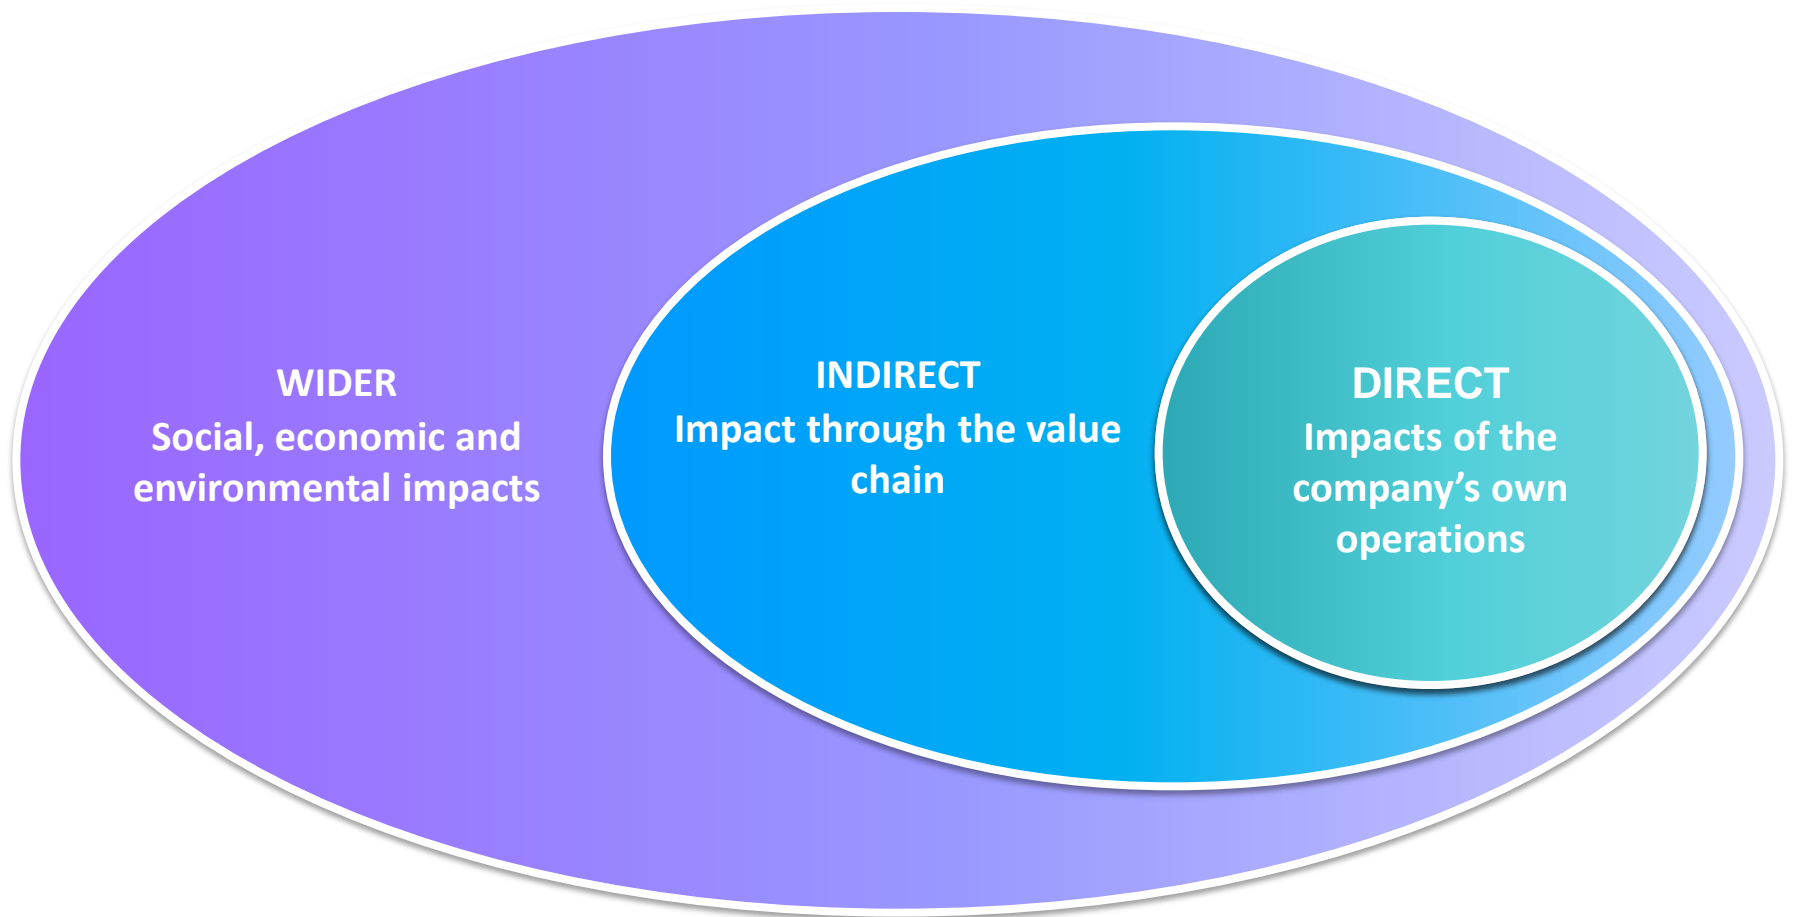 WIDER
Social, economic and
environmental impacts
INDIRECT
Impact through the value
chain
DIRECT
Impacts of the
company’s own
operations